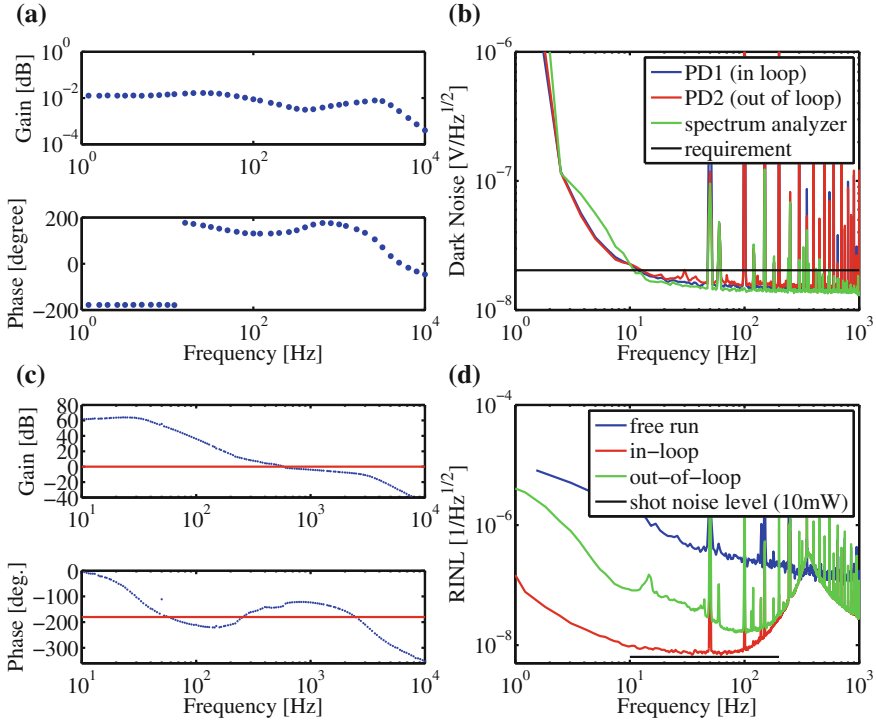 (a)
10^0
10^-2
10^-4
Gain [dB]
10^0
10^2
10^4
200
0
−200
Phase [degree]
10^0
10^2
10^4
Frequency [Hz]
(b)
10^-6
10^-7
10^-8
Dark Noise [V/Hz^1/2]
PD1 (in loop)
PD2 (out of loop)
spectrum analyzer
requirement
10^0
10^1
10^2
10^3
Frequency [Hz]
(c)
80
60
40
20
0
−20
−40
Gain [dB]
10^1
10^2
10^3
10^4
0
−100
−200
−300
Phase [deg.]
10^1
10^2
10^3
10^4
Frequency [Hz]
(d)
10^-4
10^-6
10^-8
RINL [1/Hz^1/2]
free run
in−loop
out−of−loop
shot noise level (10mW)
10^0
10^1
10^2
10^3
Frequency [Hz]